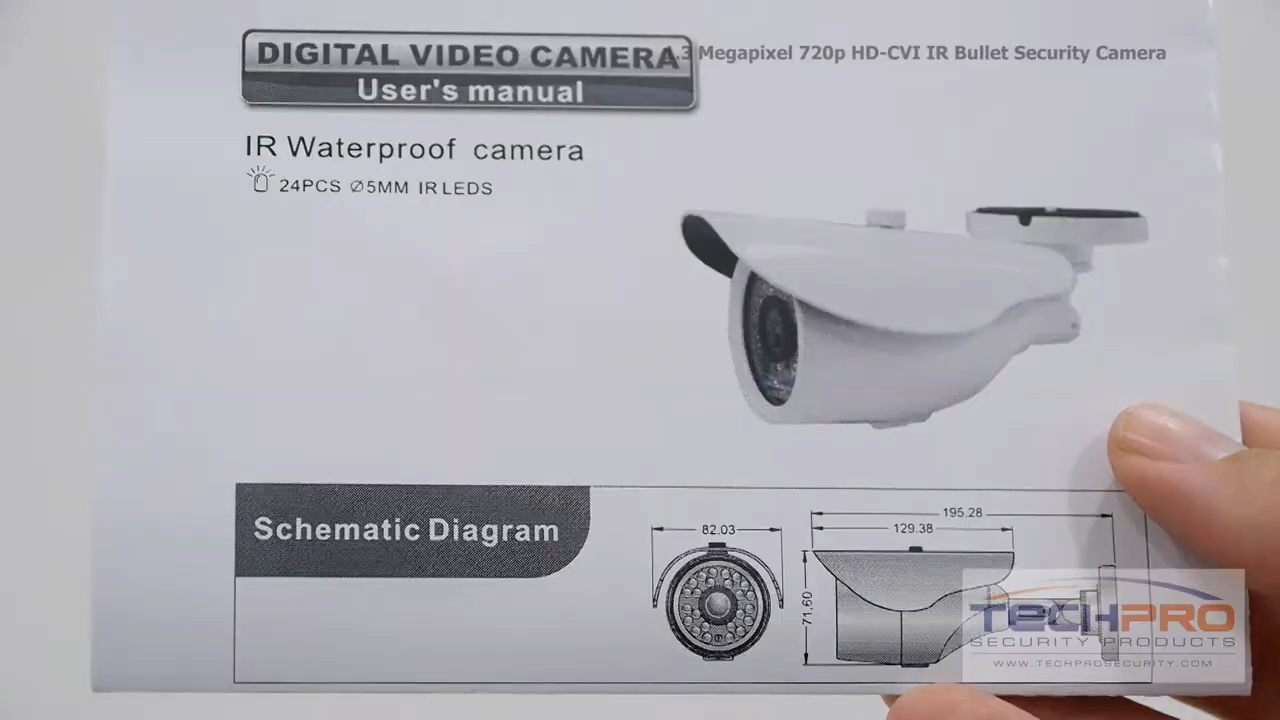 DIGITAL VIDEO CAMERA
User's manual
.3 Megapixel 720p HD-CVI IR Bullet Security Camera
IR Waterproof camera
24PCS Ø5MM IR LEDS
Schematic Diagram
82.03
195.28
129.38
71.60
TECHPRO
SECURITY PRODUCTS
WWW.TECHPROSECURITY.COM